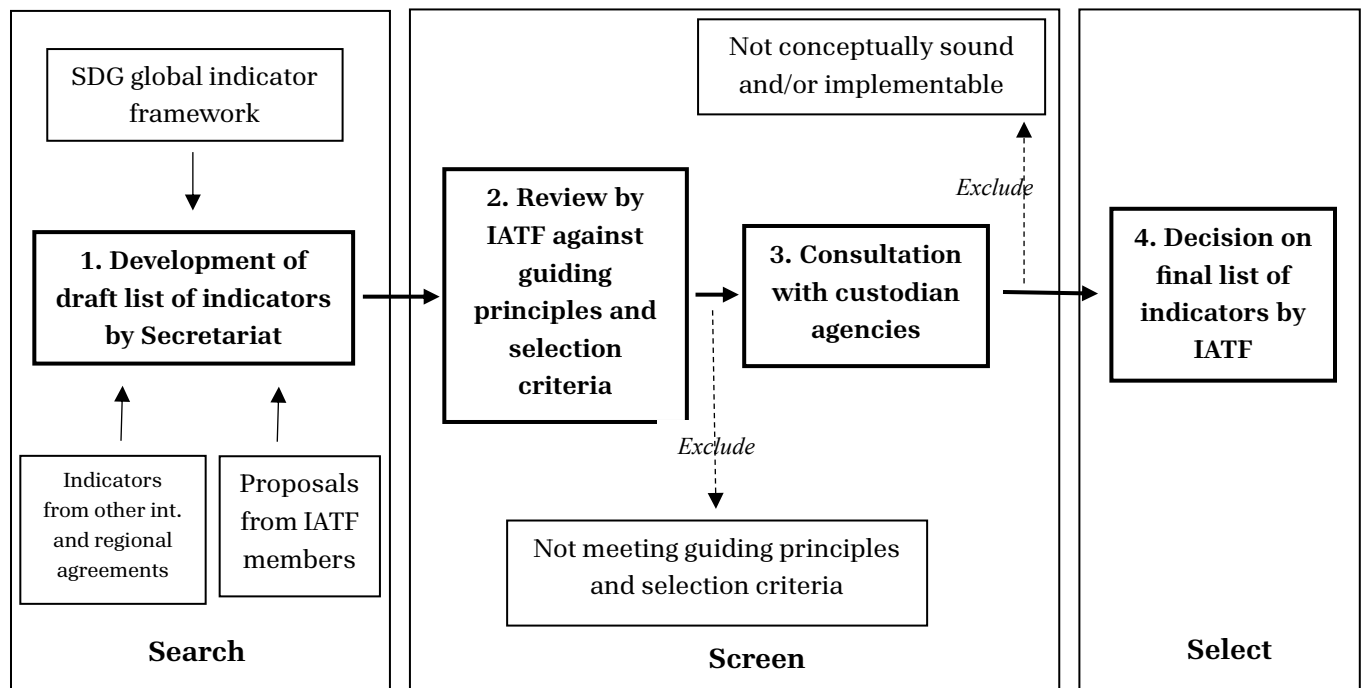 SDG global indicator
framework
1. Development of
draft list of indicators
by Secretariat
Indicators
from other int.
and regional
agreements
Proposals
from IATF
members
Search
Not conceptually sound
and/or implementable
Exclude
2. Review by
IATF against
guiding
principles and
selection
criteria
3. Consultation
with custodian
agencies
Exclude
Not meeting guiding principles
and selection criteria
Screen
4. Decision on
final list of
indicators by
IATF
Select